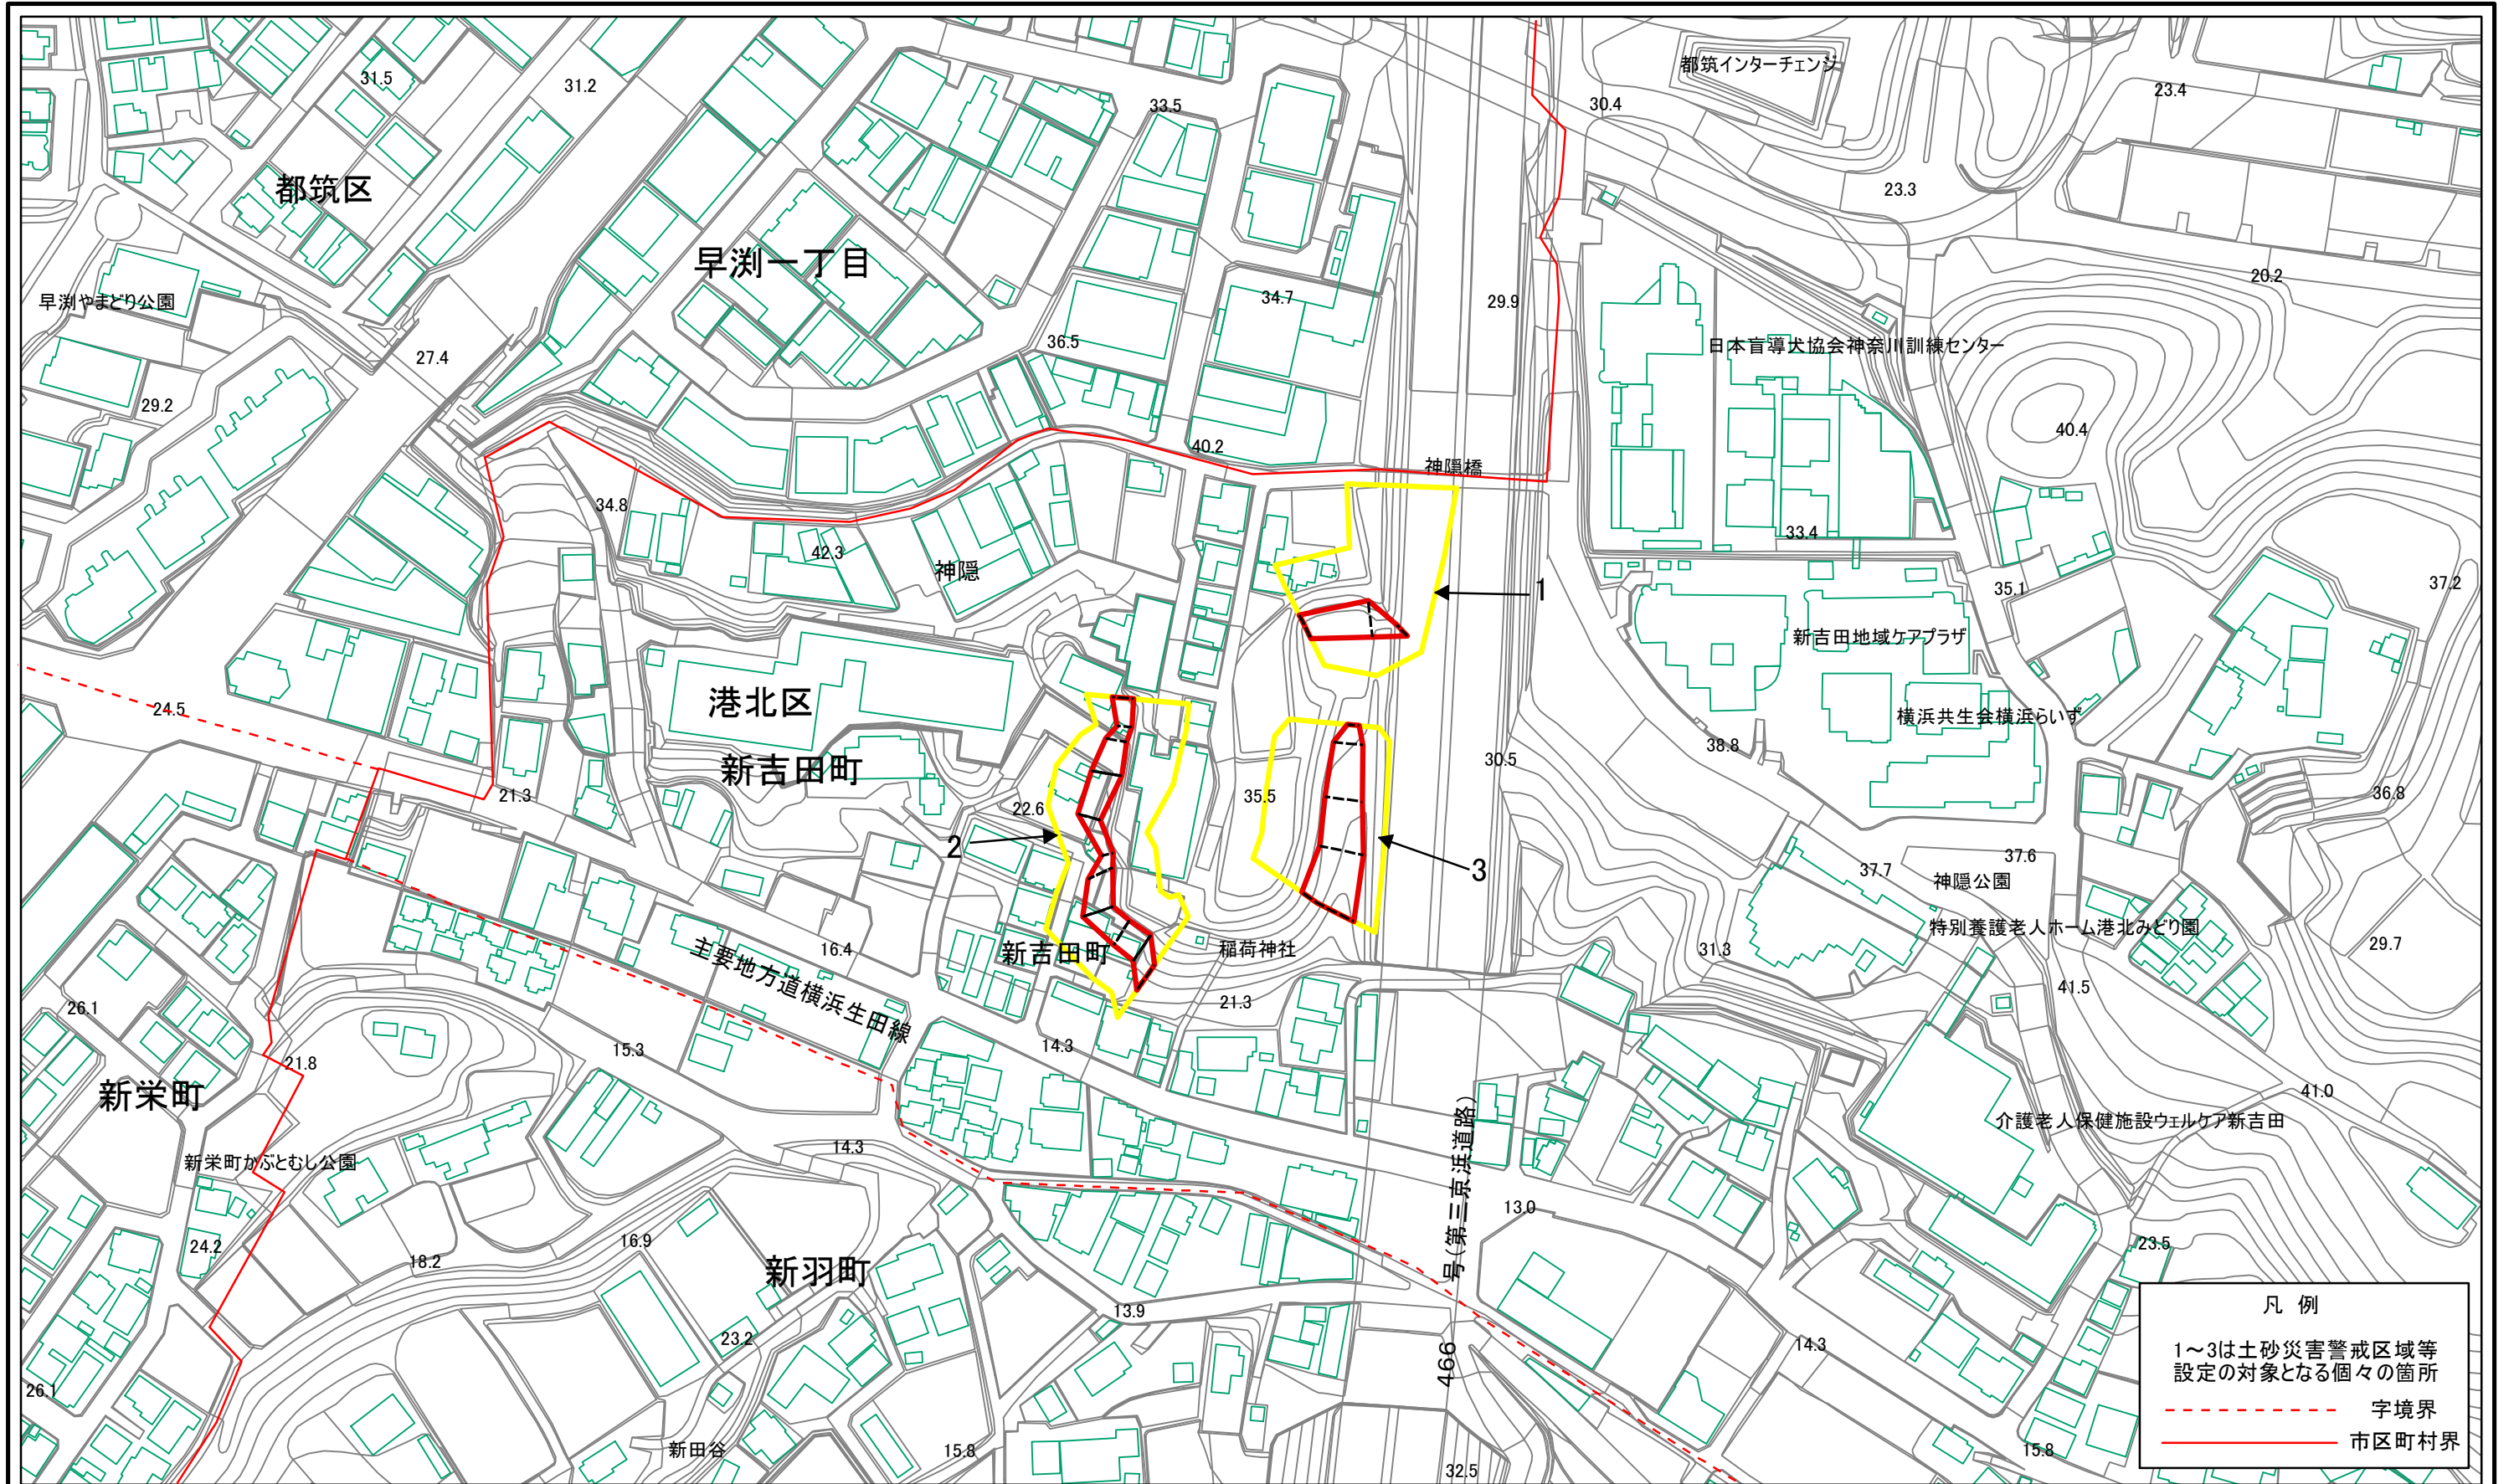 都筑インターチェンジ
31.5
31.2
33.5
30.4
23.4
都筑区
23.3
早渕一丁目
早渕やまどり公園
34.7
29.9
20.2
27.4
36.5
日本盲導犬協会神奈川訓練センター
29.2
40.4
40.2
神隠橋
34.8
33.4
42.3
神隠
1
35.1
37.2
新吉田地域ケアプラザ
港北区
24.5
横浜共生会横浜らいず
38.8
新吉田町
30.5
21.3
35.5
36.8
22.6
2
3
37.6
37.7
神隠公園
特別養護老人ホーム港北みどり園
16.4
新吉田町
稲荷神社
31.3
29.7
主要地方道横浜生田線
41.5
21.3
26.1
15.3
14.3
21.8
新栄町
41.0
介護老人保健施設ウェルケア新吉田
14.3
新栄町かぶとむし公園
466 号(第三京浜道路)
13.0
24.2
16.9
18.2
23.5
新羽町
13.9
23.2
14.3
26.1
新田谷
15.8
32.5
15.8
凡 例
1～3は土砂災害警戒区域等
設定の対象となる個々の箇所
字境界
市区町村界